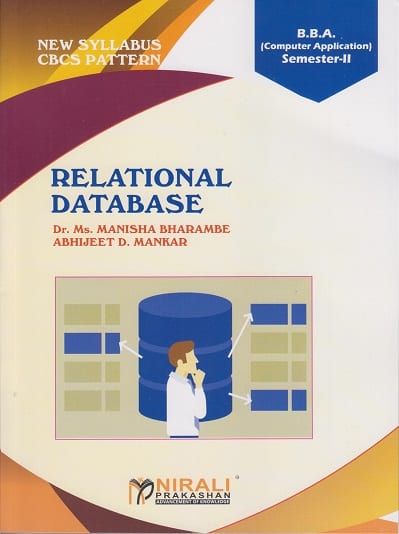 NEW SYLLABUS
CBCS PATTERN
B.B.A.
(Computer Application)
Semester-II
RELATIONAL
DATABASE
Dr. Ms. MANISHA BHARAMBE
ABHIJEET D. MANKAR
NIRALI®
PRAKASHAN
ADVANCEMENT OF KNOWLEDGE